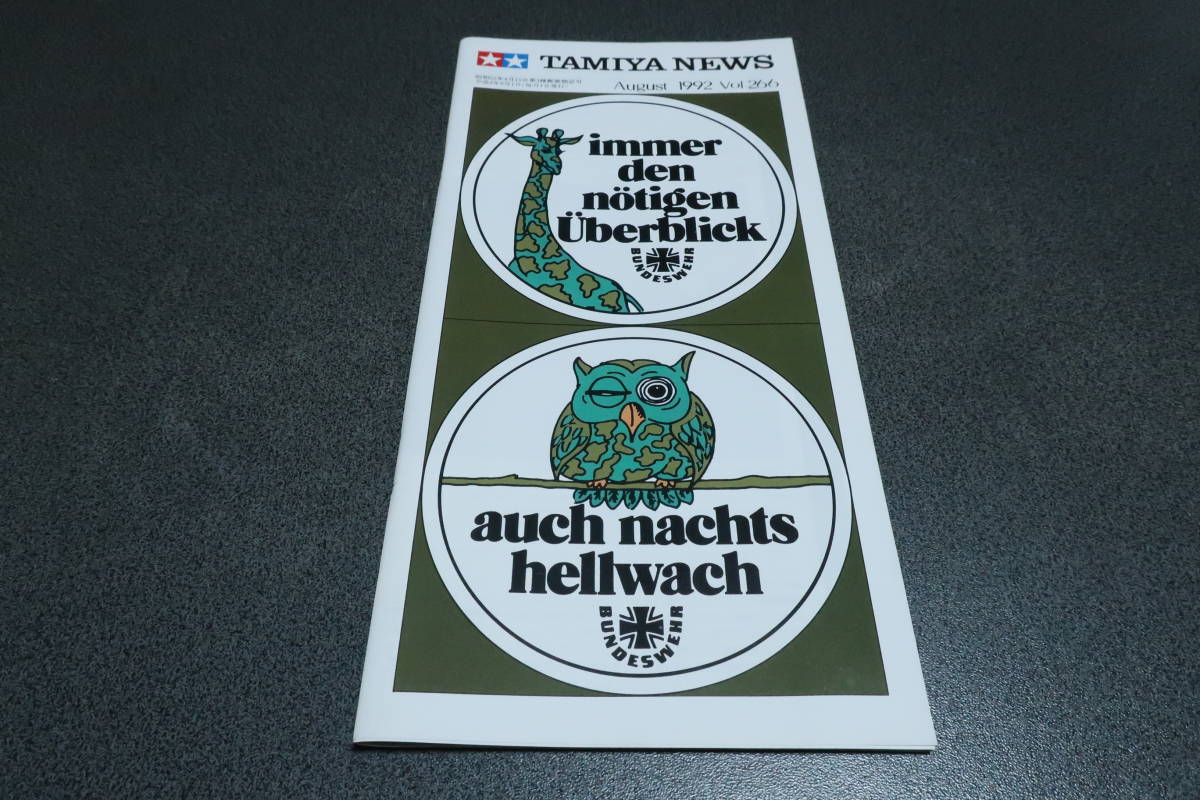 TAMIYA NEWS
August 1992 Vol 266
immer
den
nötigen
Überblick
BUNDESWEHR
auch nachts
hellwach
BUNDESWEHR